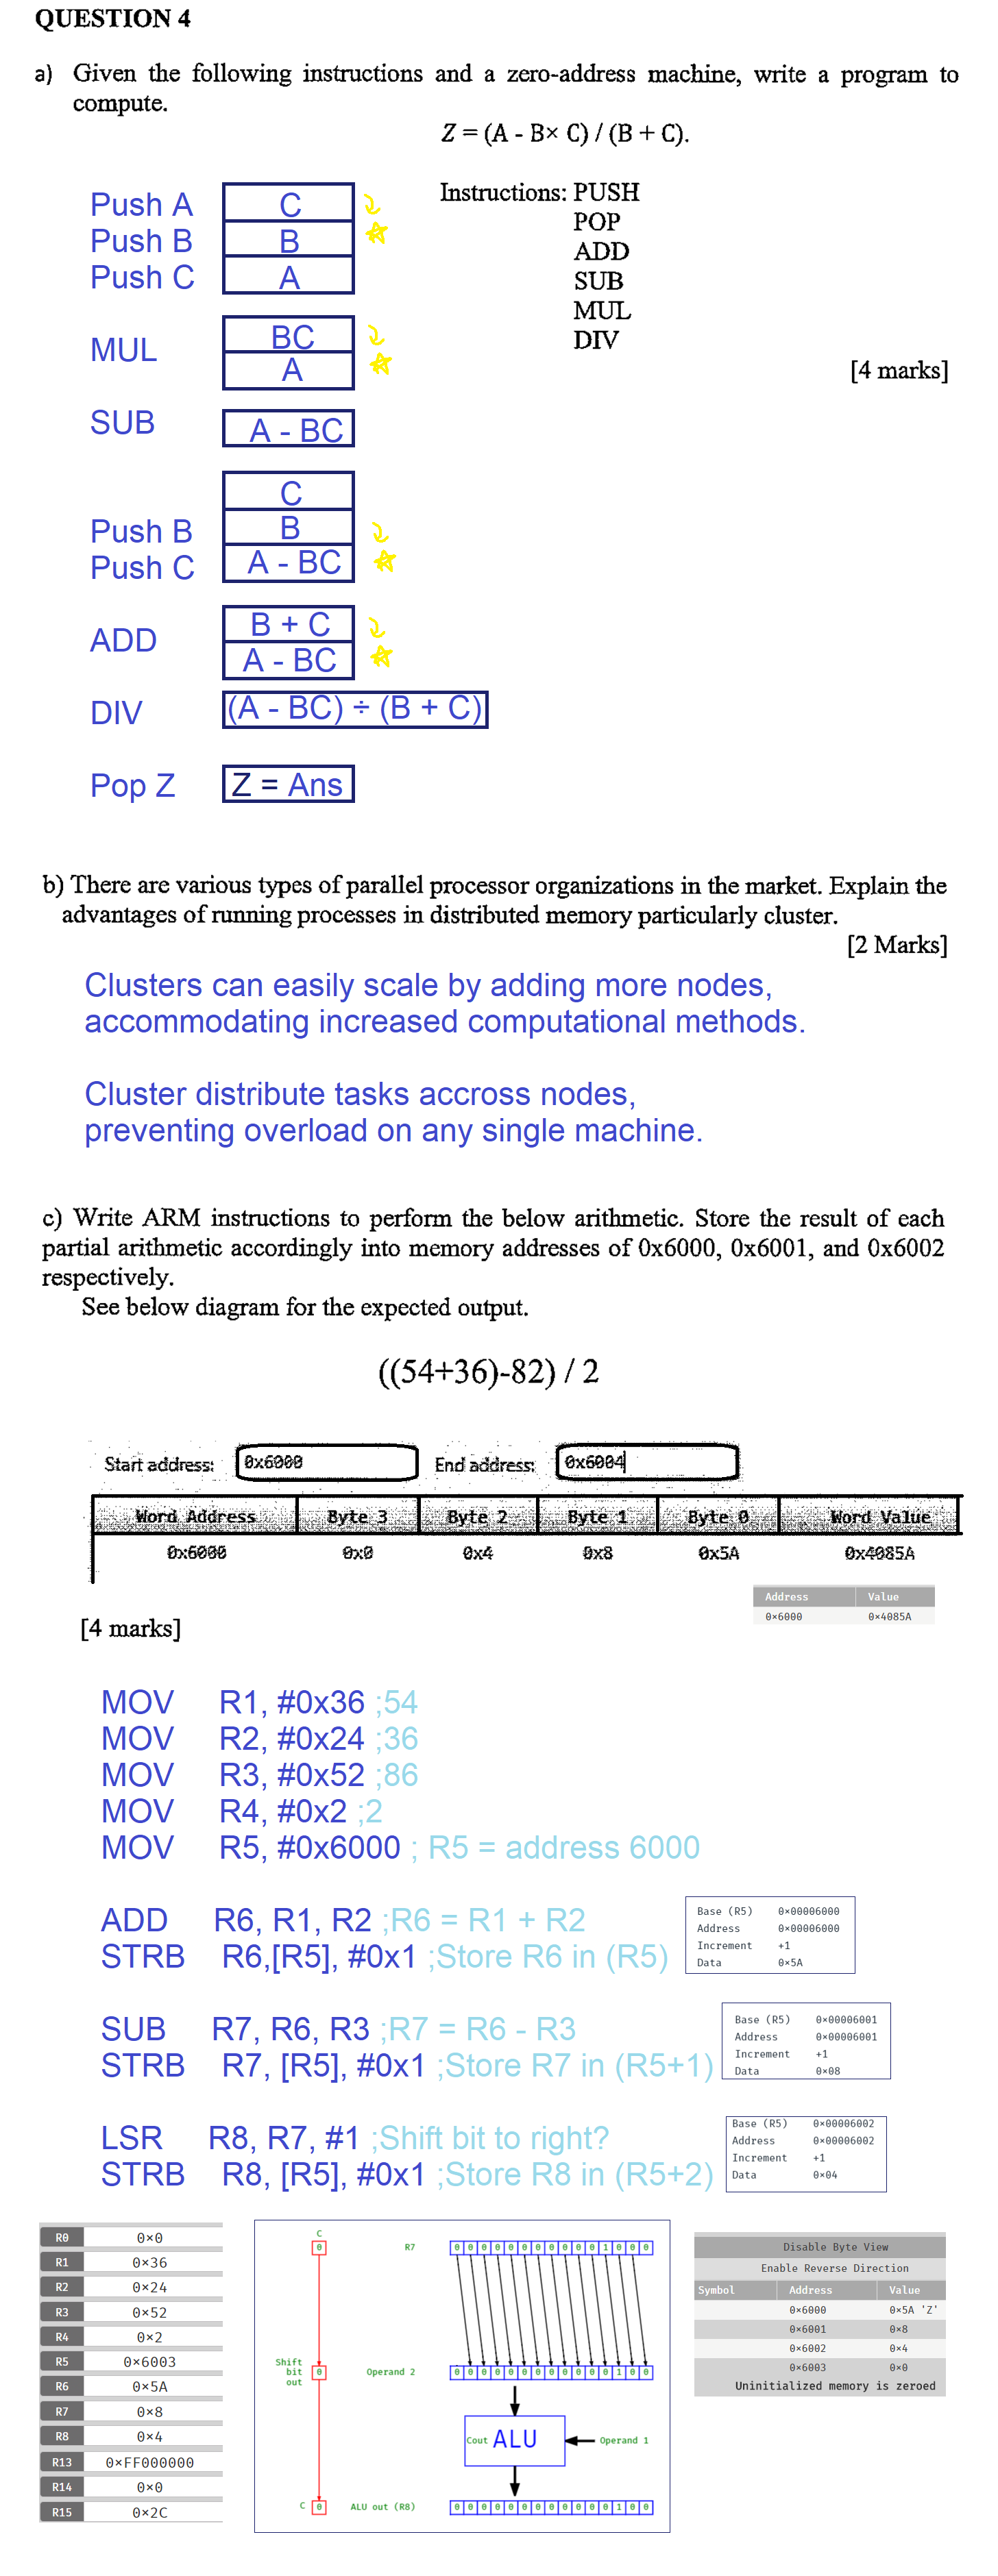 QUESTION 4
a) Given the following instructions and a zero-address machine, write a program to
compute.
Z = (A - B× C) / (B + C).
Instructions: PUSH
POP
ADD
SUB
MUL
DIV
[4 marks]
Push A
Push B
Push C
C
B
A
MUL
BC
A
SUB
A - BC
Push B
Push C
C
B
A - BC
ADD
B + C
A - BC
DIV
(A - BC) ÷ (B + C)
Pop Z
Z = Ans
b) There are various types of parallel processor organizations in the market. Explain the
advantages of running processes in distributed memory particularly cluster.
[2 Marks]
Clusters can easily scale by adding more nodes,
accommodating increased computational methods.
Cluster distribute tasks accross nodes,
preventing overload on any single machine.
c) Write ARM instructions to perform the below arithmetic. Store the result of each
partial arithmetic accordingly into memory addresses of 0x6000, 0x6001, and 0x6002
respectively.
See below diagram for the expected output.
((54+36)-82) / 2
Start address: 0x6000 End address: 0x6004
Word Address Byte 3 Byte 2 Byte 1 Byte 0 Word Value
0x6000 0x0 0x4 0x8 0x5A 0x4085A
Address Value
0×6000 0×4085A
[4 marks]
MOV R1, #0x36 ;54
MOV R2, #0x24 ;36
MOV R3, #0x52 ;86
MOV R4, #0x2 ;2
MOV R5, #0x6000 ; R5 = address 6000
ADD R6, R1, R2 ;R6 = R1 + R2
STRB R6,[R5], #0x1 ;Store R6 in (R5)
Base (R5) 0×00006000
Address 0×00006000
Increment +1
Data 0×5A
SUB R7, R6, R3 ;R7 = R6 - R3
STRB R7, [R5], #0x1 ;Store R7 in (R5+1)
Base (R5) 0×00006001
Address 0×00006001
Increment +1
Data 0×08
LSR R8, R7, #1 ;Shift bit to right?
STRB R8, [R5], #0x1 ;Store R8 in (R5+2)
Base (R5) 0×00006002
Address 0×00006002
Increment +1
Data 0×04
R0 0×0
R1 0×36
R2 0×24
R3 0×52
R4 0×2
R5 0×6003
R6 0×5A
R7 0×8
R8 0×4
R13 0×FF000000
R14 0×0
R15 0×2C
C
0 R7 0 0 0 0 0 0 0 0 0 0 0 1 0 0 0
Shift
bit
out
0 Operand 2 0 0 0 0 0 0 0 0 0 0 0 0 1 0 0
Cout ALU Operand 1
C 0 ALU out (R8) 0 0 0 0 0 0 0 0 0 0 0 0 1 0 0
Disable Byte View
Enable Reverse Direction
Symbol Address Value
0×6000 0×5A 'Z'
0×6001 0×8
0×6002 0×4
0×6003 0×0
Uninitialized memory is zeroed